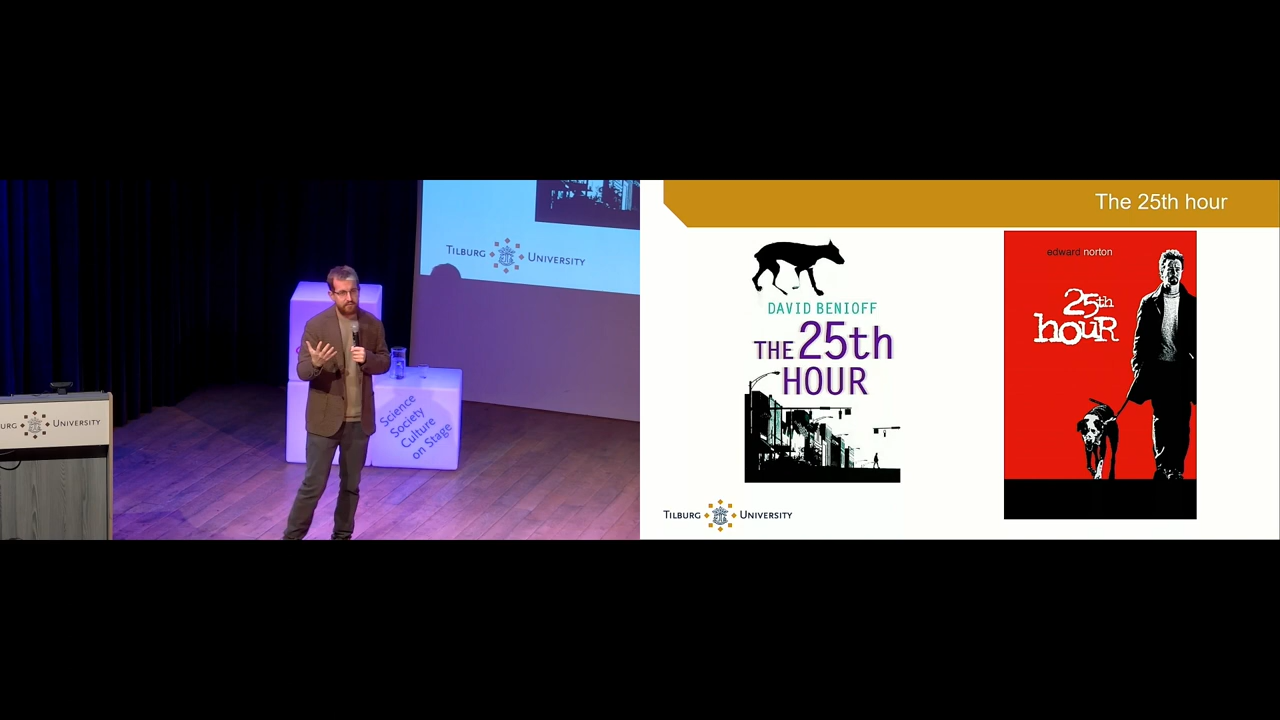 TILBURG UNIVERSITY
URG UNIVERSITY
Science
Society
Culture
on Stage
The 25th hour
DAVID BENIOFF
THE 25th
HOUR
edward norton
25th
hour
TILBURG UNIVERSITY